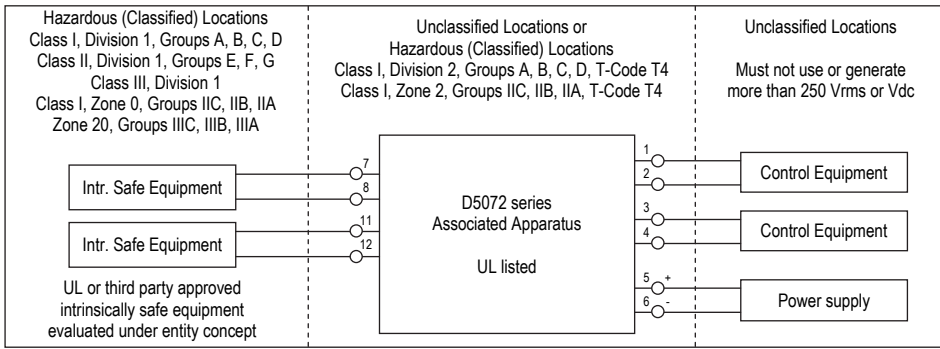 Hazardous (Classified) Locations
Class I, Division 1, Groups A, B, C, D
Class II, Division 1, Groups E, F, G
Class III, Division 1
Class I, Zone 0, Groups IIC, IIB, IIA
Zone 20, Groups IIIC, IIIB, IIIA
Intr. Safe Equipment
Intr. Safe Equipment
UL or third party approved
intrinsically safe equipment
evaluated under entity concept
Unclassified Locations or
Hazardous (Classified) Locations
Class I, Division 2, Groups A, B, C, D, T-Code T4
Class I, Zone 2, Groups IIC, IIB, IIA, T-Code T4
7
8
11
12
D5072 series
Associated Apparatus
UL listed
1
2
3
4
5 +
6 -
Unclassified Locations
Must not use or generate
more than 250 Vrms or Vdc
Control Equipment
Control Equipment
Power supply